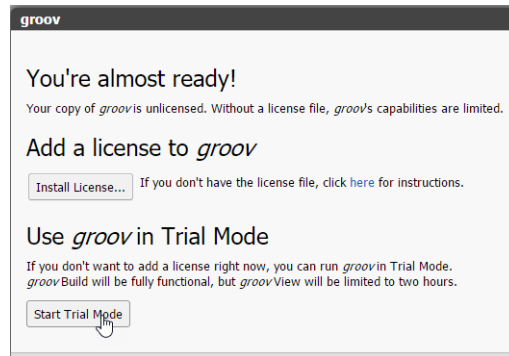 groov
You're almost ready!
Your copy of groov is unlicensed. Without a license file, groov's capabilities are limited.
Add a license to groov
Install License... If you don't have the license file, click here for instructions.
Use groov in Trial Mode
If you don't want to add a license right now, you can run groov in Trial Mode.
groov Build will be fully functional, but groov View will be limited to two hours.
Start Trial Mode